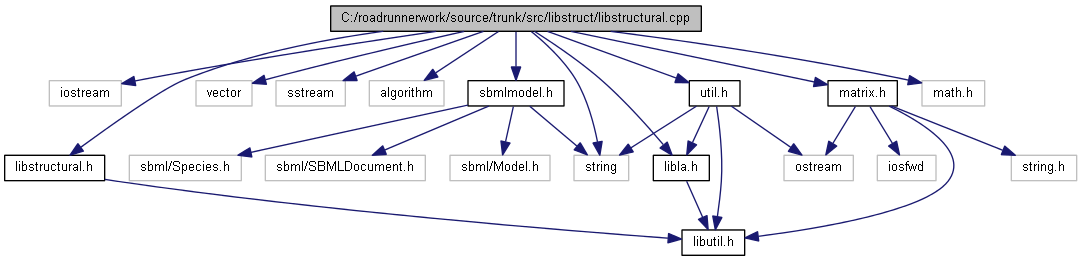 C:/roadrunnerwork/source/trunk/src/libstruct/libstructural.cpp
iostream
vector
sstream
algorithm
sbmlmodel.h
util.h
matrix.h
math.h
libstructural.h
sbml/Species.h
sbml/SBMLDocument.h
sbml/Model.h
string
libla.h
ostream
iosfwd
string.h
libutil.h